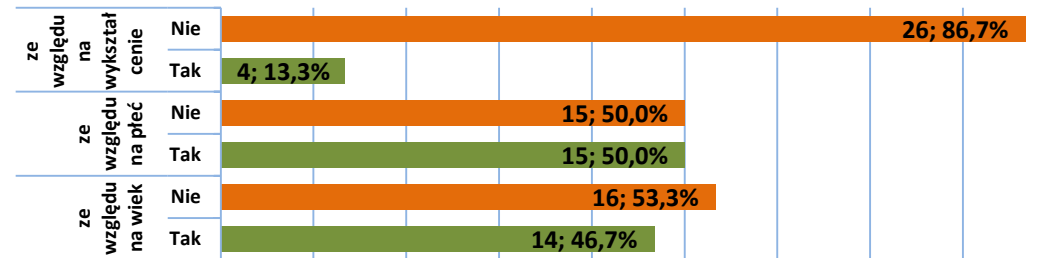 ze
względu
na
wykształ
cenie
Nie
26; 86,7%
Tak
4; 13,3%
ze
względu
na płeć
Nie
15; 50,0%
Tak
15; 50,0%
ze
względu
na wiek
Nie
16; 53,3%
Tak
14; 46,7%